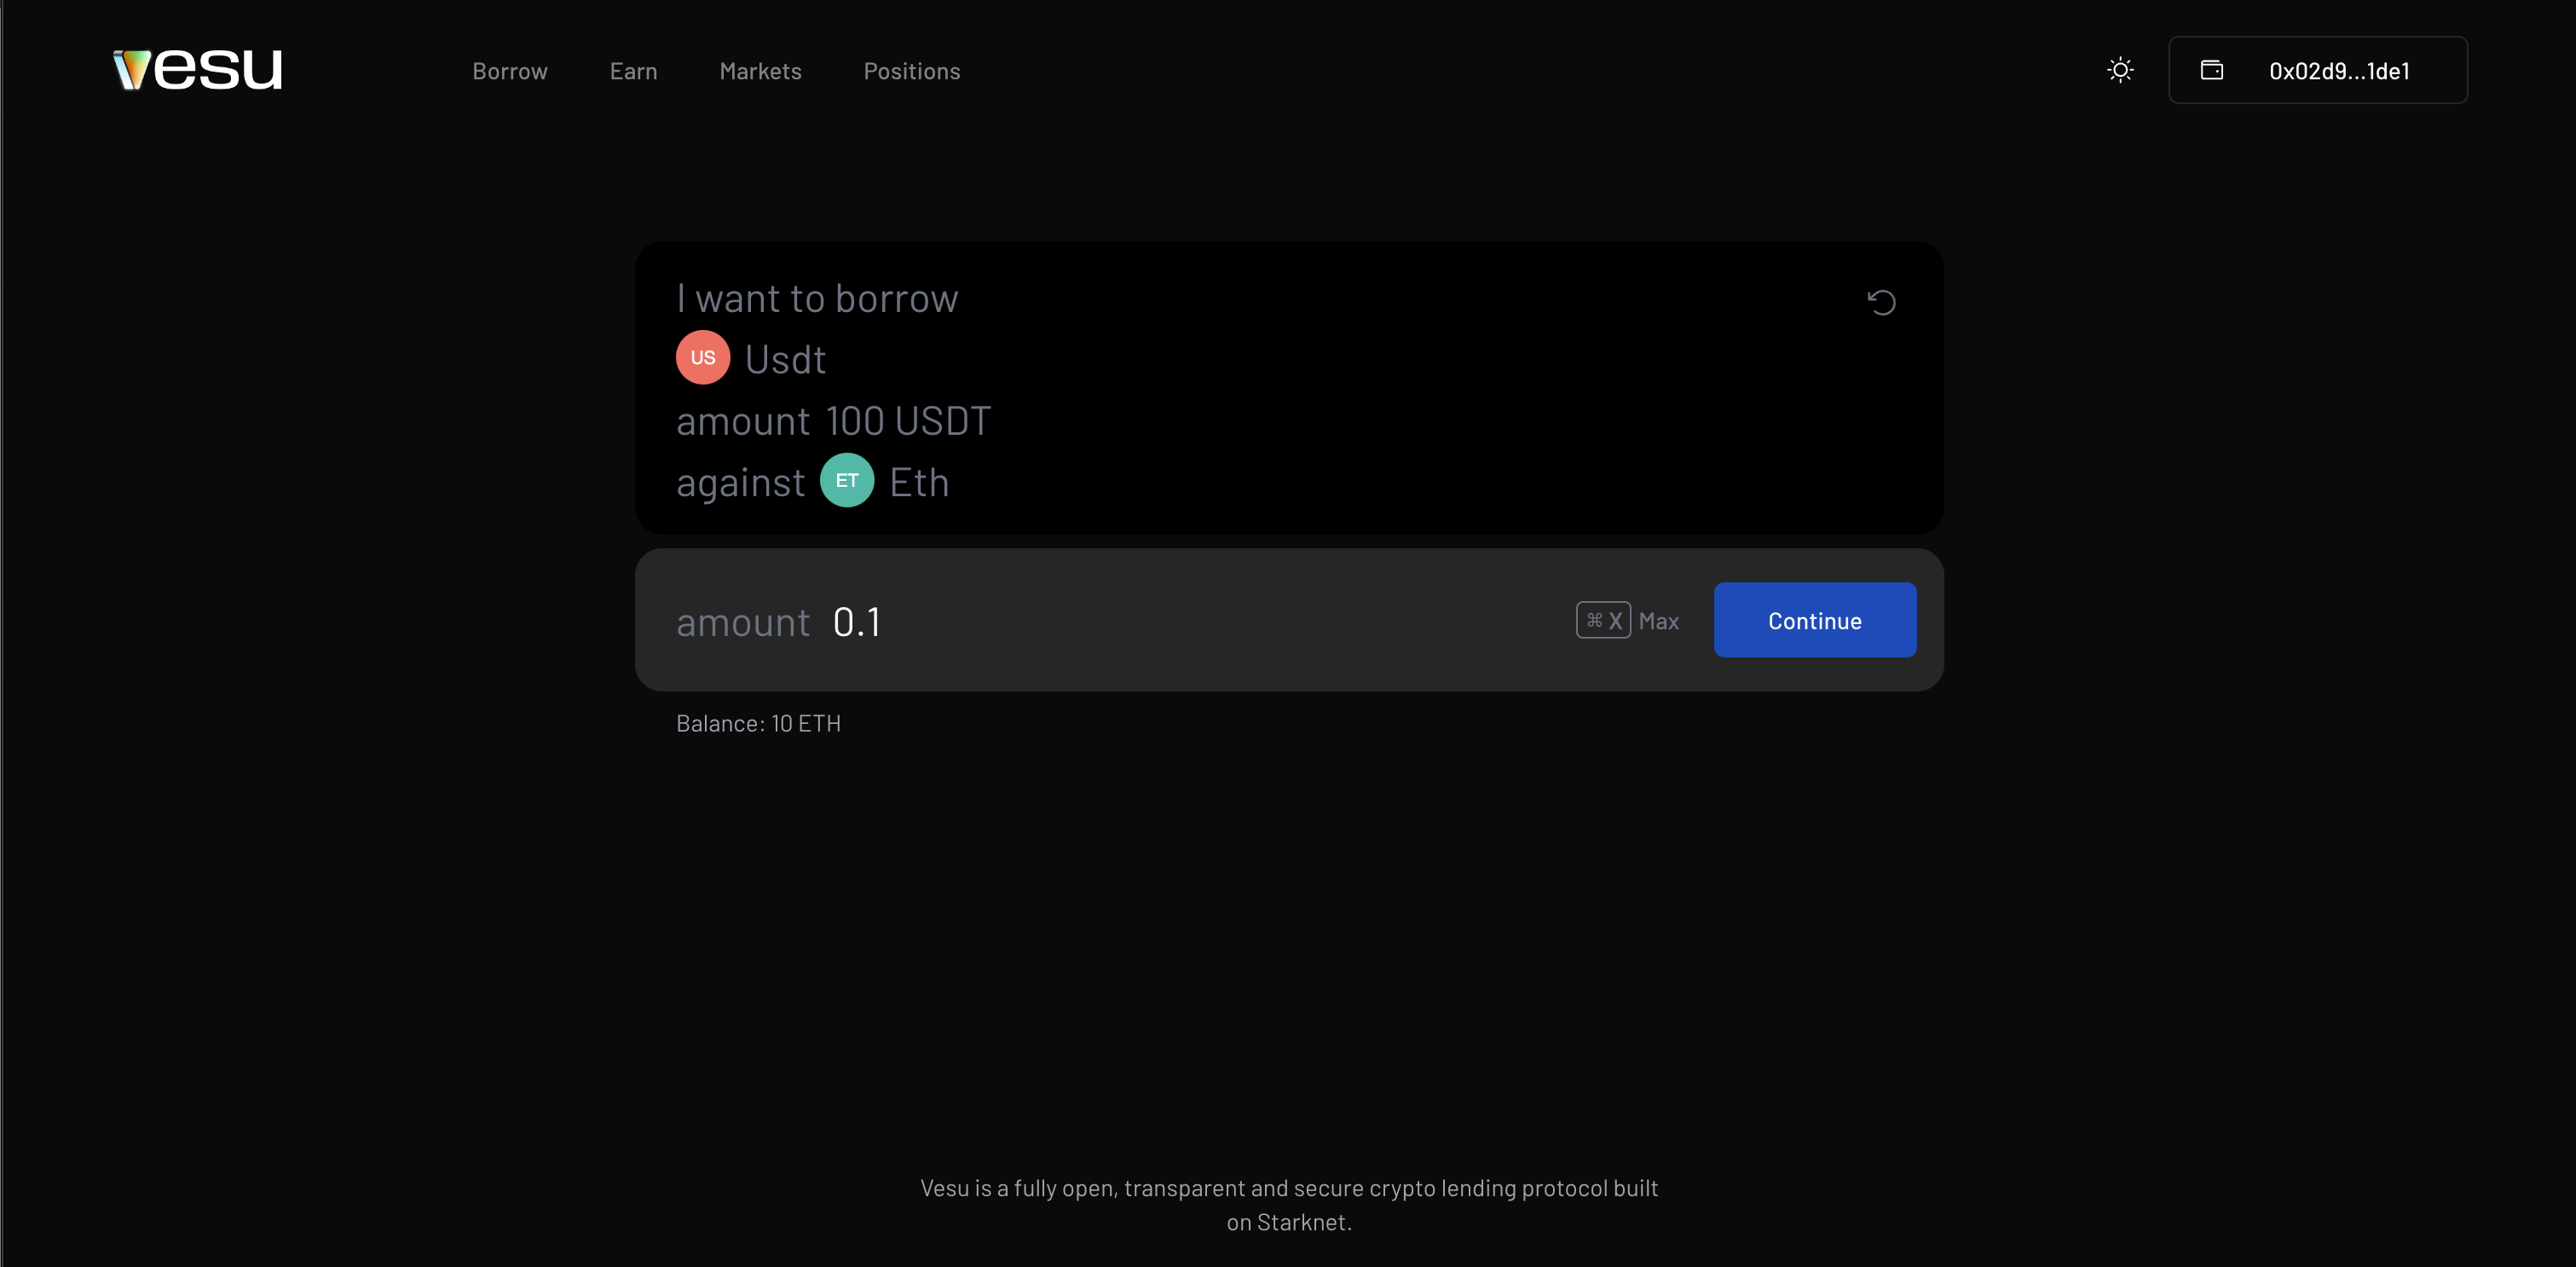 vesu
Borrow Earn Markets Positions
0x02d9...1de1
I want to borrow
US Usdt
amount 100 USDT
against ET Eth
amount 0.1
⌘ X Max
Continue
Balance: 10 ETH
Vesu is a fully open, transparent and secure crypto lending protocol built
on Starknet.